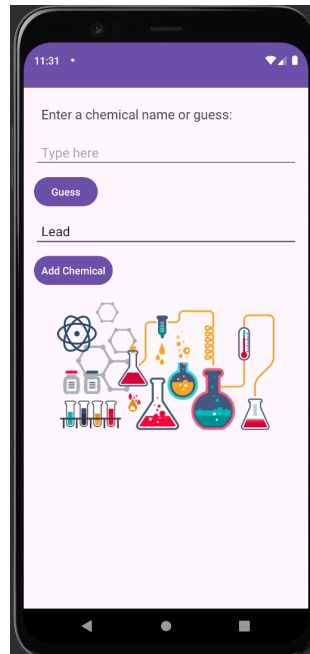 11:31
Enter a chemical name or guess:
Type here
Guess
Lead
Add Chemical